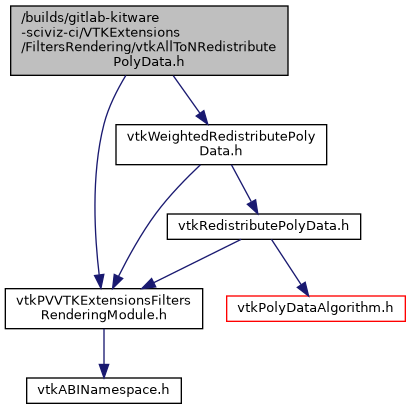 /builds/gitlab-kitware
-sciviz-ci/VTKExtensions
/FiltersRendering/vtkAllToNRedistribute
PolyData.h
vtkWeightedRedistributePoly
Data.h
vtkRedistributePolyData.h
vtkPVVTKExtensionsFilters
RenderingModule.h
vtkPolyDataAlgorithm.h
vtkABINamespace.h